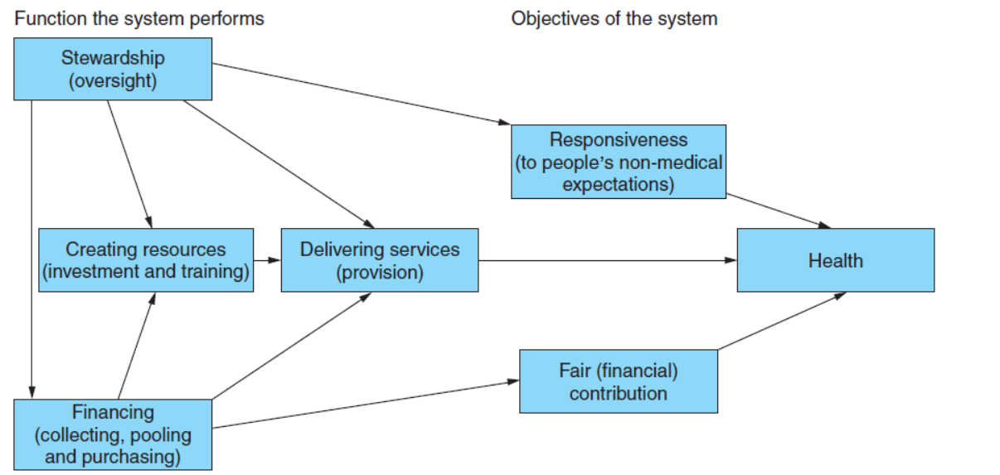 Function the system performs
Objectives of the system
Stewardship
(oversight)
Responsiveness
(to people’s non-medical
expectations)
Creating resources
(investment and training)
Delivering services
(provision)
Health
Fair (financial)
contribution
Financing
(collecting, pooling
and purchasing)